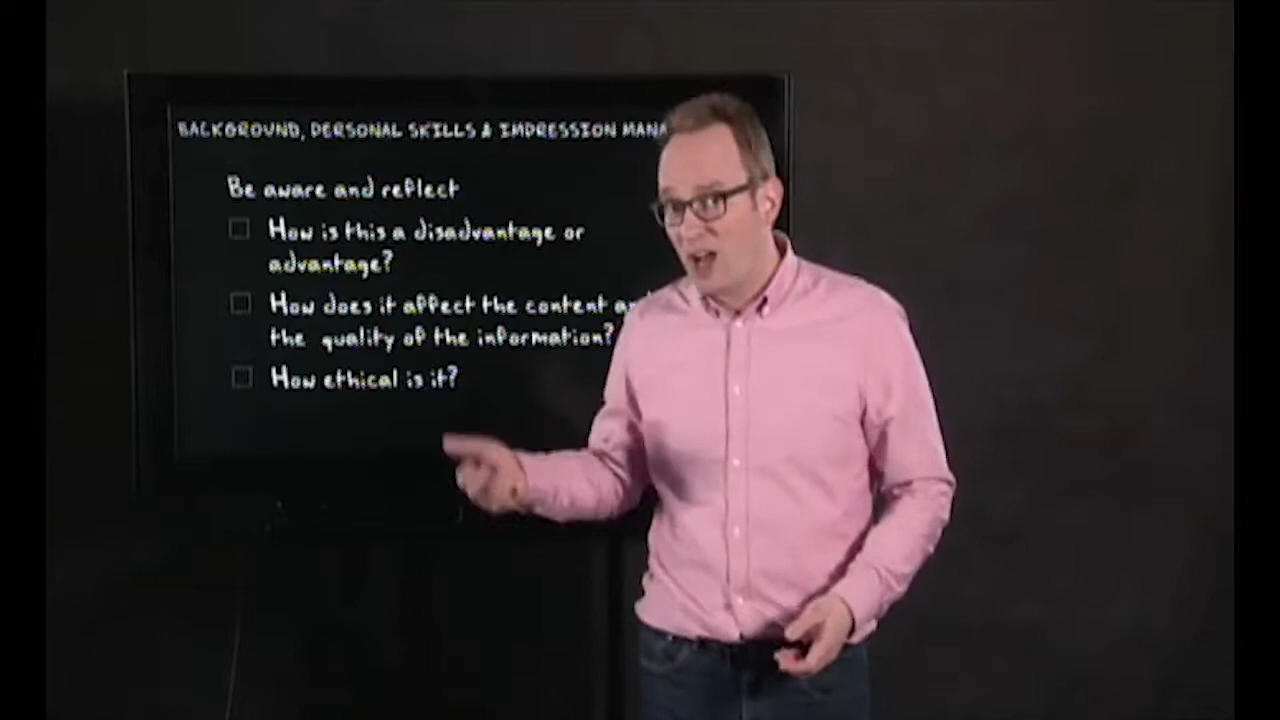 BACKGROUND, PERSONAL SKILLS & IMPRESSION MANA
Be aware and reflect
How is this a disadvantage or
advantage?
How does it affect the content an
the quality of the information?
How ethical is it?